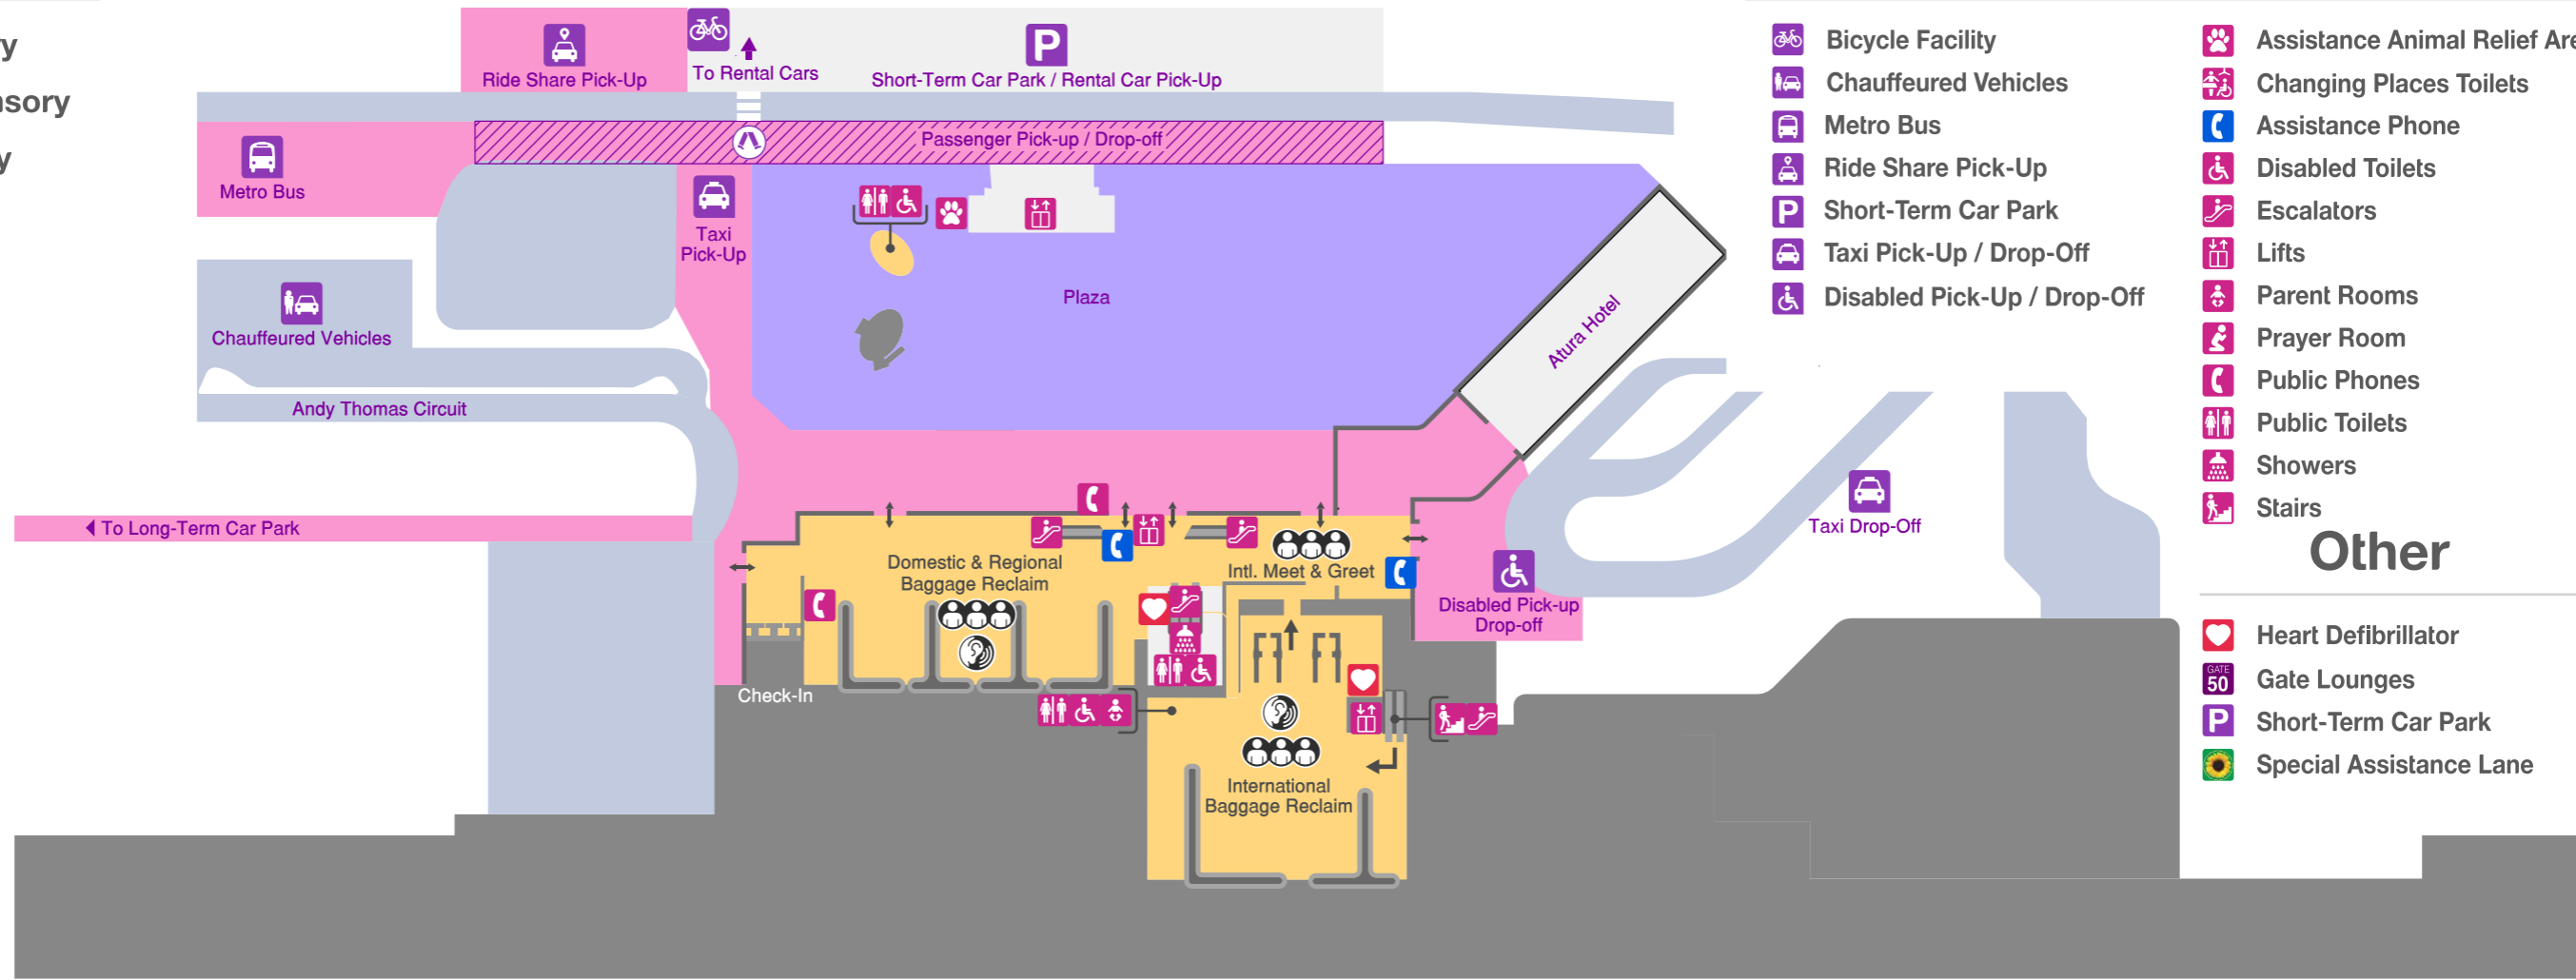 y
nsory
y
Ride Share Pick-Up
To Rental Cars
P
Short-Term Car Park / Rental Car Pick-Up
Passenger Pick-up / Drop-off
Metro Bus
Taxi
Pick-Up
Plaza
Chauffeured Vehicles
Andy Thomas Circuit
Atura Hotel
To Long-Term Car Park
Taxi Drop-Off
Domestic & Regional
Baggage Reclaim
Intl. Meet & Greet
Disabled Pick-up
Drop-off
Check-In
International
Baggage Reclaim
Bicycle Facility
Chauffeured Vehicles
Metro Bus
Ride Share Pick-Up
P Short-Term Car Park
Taxi Pick-Up / Drop-Off
Disabled Pick-Up / Drop-Off
Assistance Animal Relief Are
Changing Places Toilets
Assistance Phone
Disabled Toilets
Escalators
Lifts
Parent Rooms
Prayer Room
Public Phones
Public Toilets
Showers
Stairs
Other
Heart Defibrillator
GATE
50 Gate Lounges
P Short-Term Car Park
Special Assistance Lane